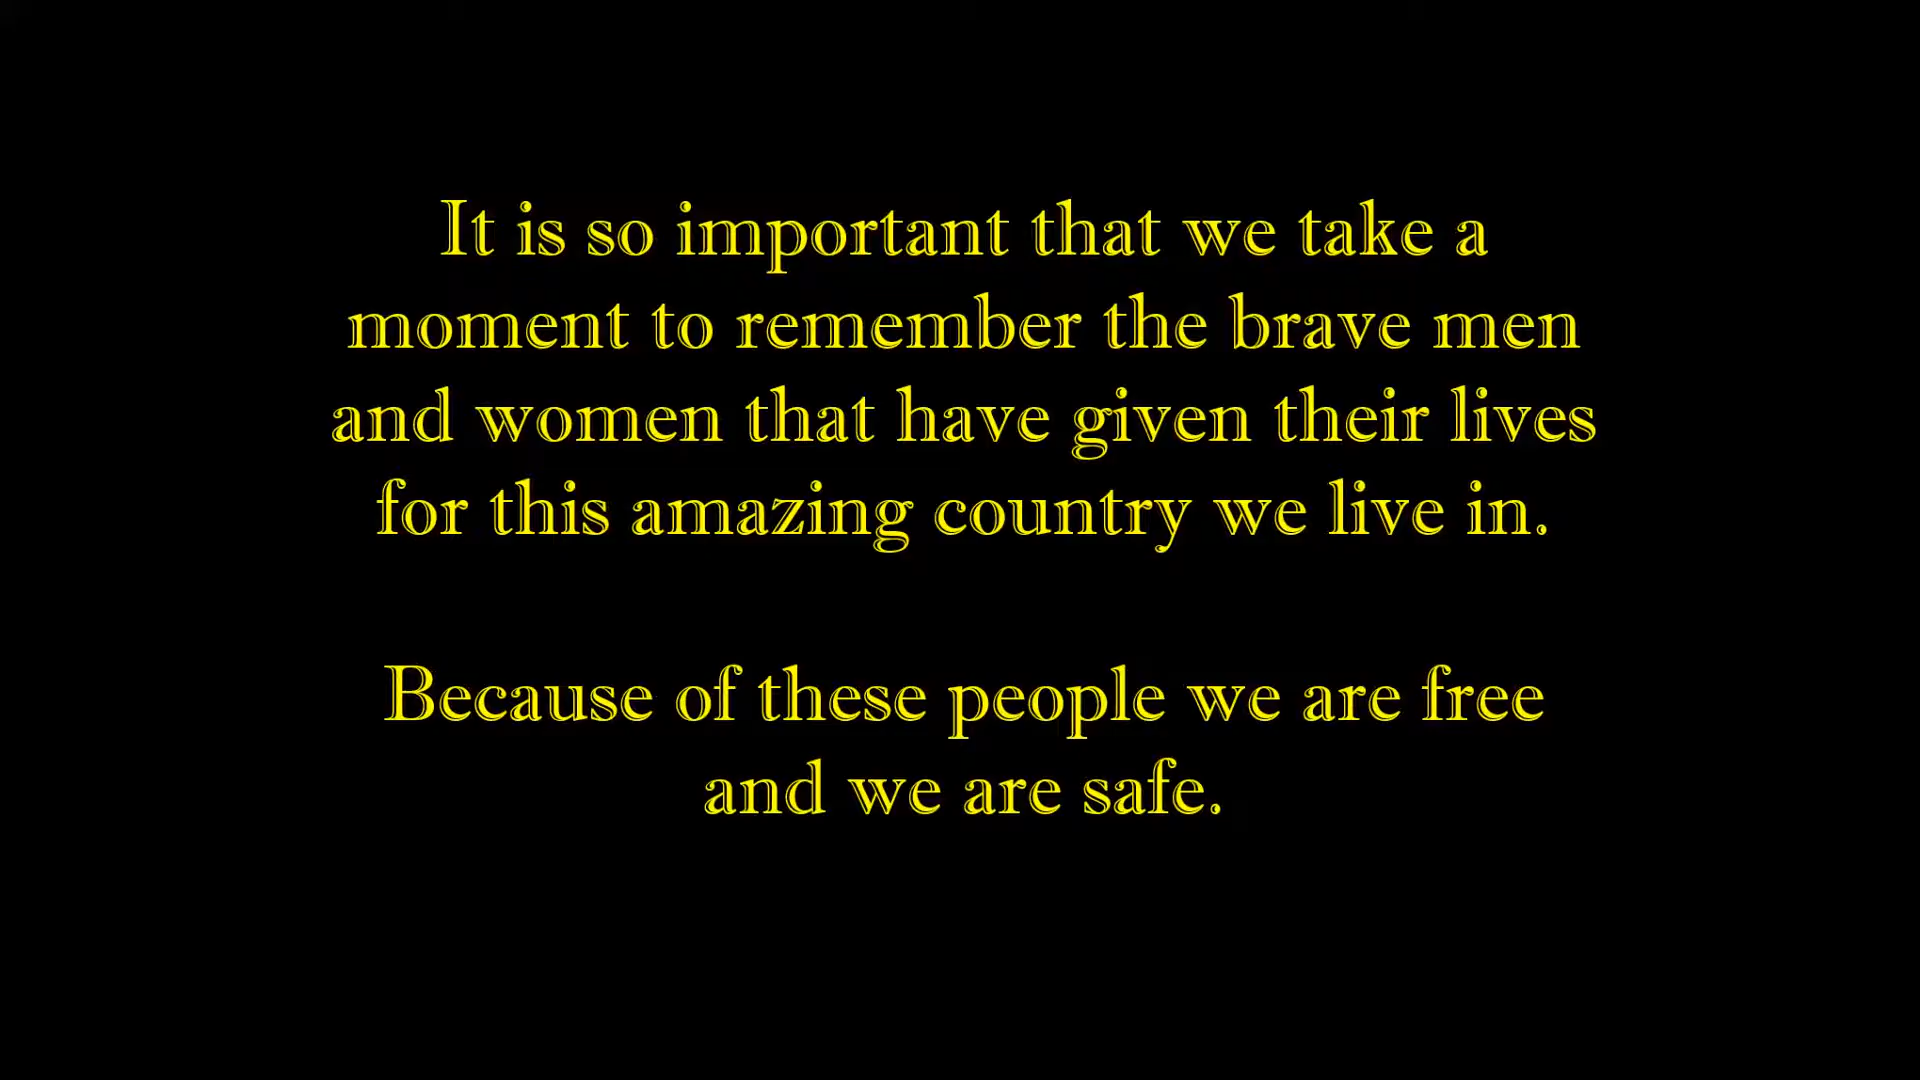 It is so important that we take a
moment to remember the brave men
and women that have given their lives
for this amazing country we live in.
Because of these people we are free
and we are safe.